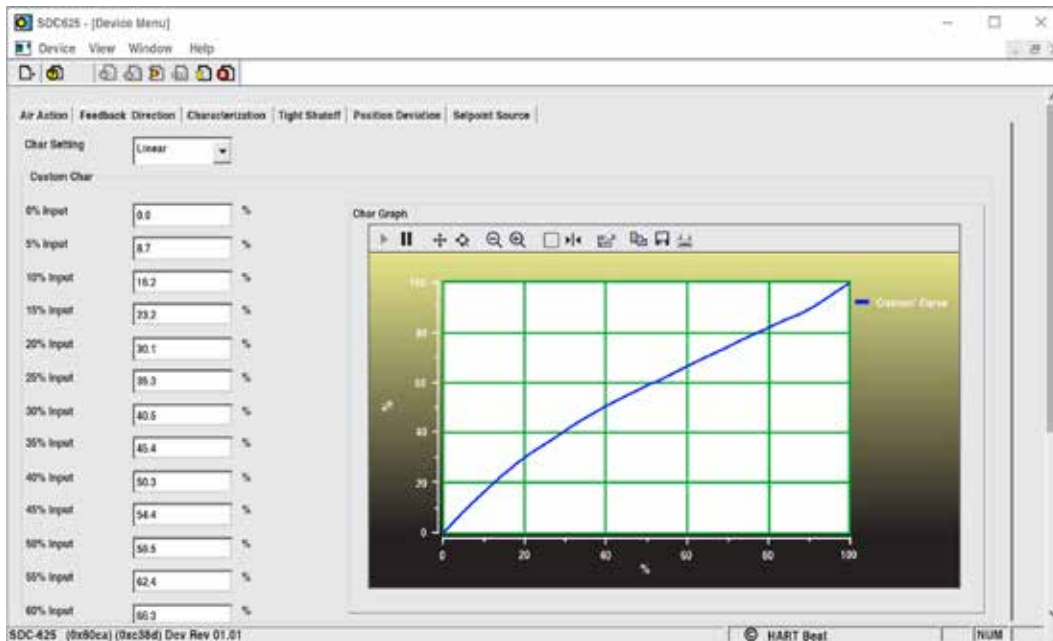 SDC625 - [Device Menu]
Device View Window Help
Air Action Feedback Direction Characterization Tight Shutoff Position Deviation Setpoint Source
Char Setting Linear
Custom Char
0% Input 0.0 %
5% Input 8.7 %
10% Input 16.2 %
15% Input 23.2 %
20% Input 30.1 %
25% Input 35.3 %
30% Input 40.5 %
35% Input 45.4 %
40% Input 50.3 %
45% Input 54.4 %
50% Input 58.5 %
55% Input 62.4 %
60% Input 66.3 %
Char Graph
100
80
60
40
20
0
%
0 20 40 60 80 100
%
Custom Curve
SDC-625 (0x60ca) (0xc38d) Dev Rev 01.01
© HART Beat NUM